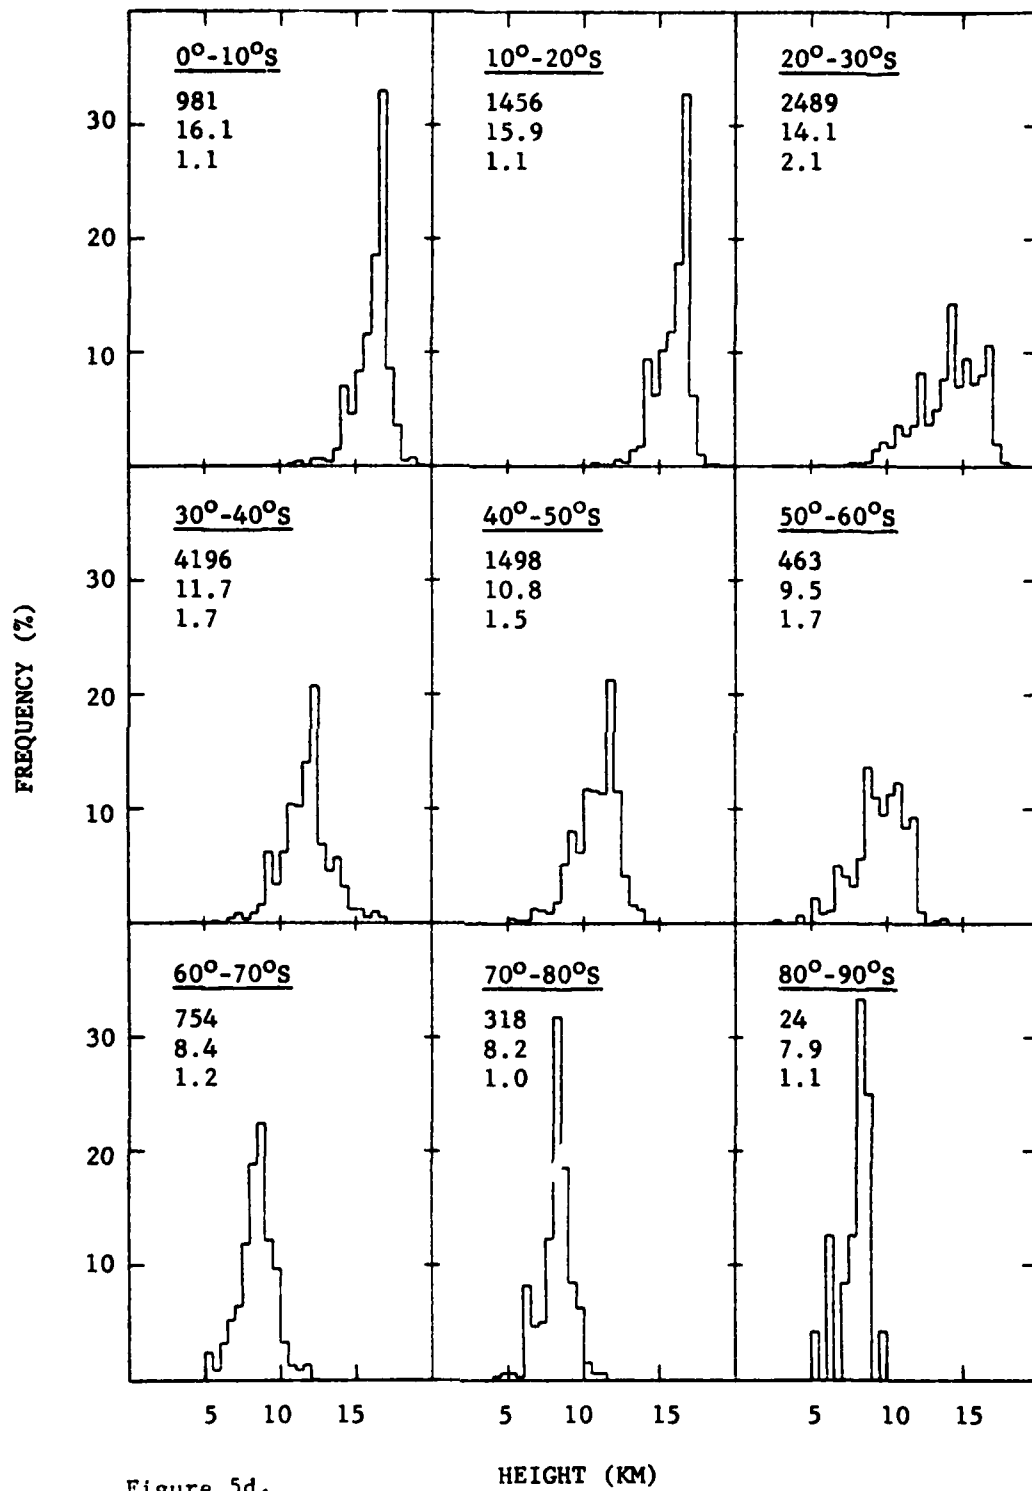 0°-10°S
981
16.1
1.1
10°-20°S
1456
15.9
1.1
20°-30°S
2489
14.1
2.1
30
20
10
30°-40°S
4196
11.7
1.7
40°-50°S
1498
10.8
1.5
50°-60°S
463
9.5
1.7
30
20
10
60°-70°S
754
8.4
1.2
70°-80°S
318
8.2
1.0
80°-90°S
24
7.9
1.1
30
20
10
FREQUENCY (%)
5 10 15
5 10 15
5 10 15
HEIGHT (KM)
Figure 5d.